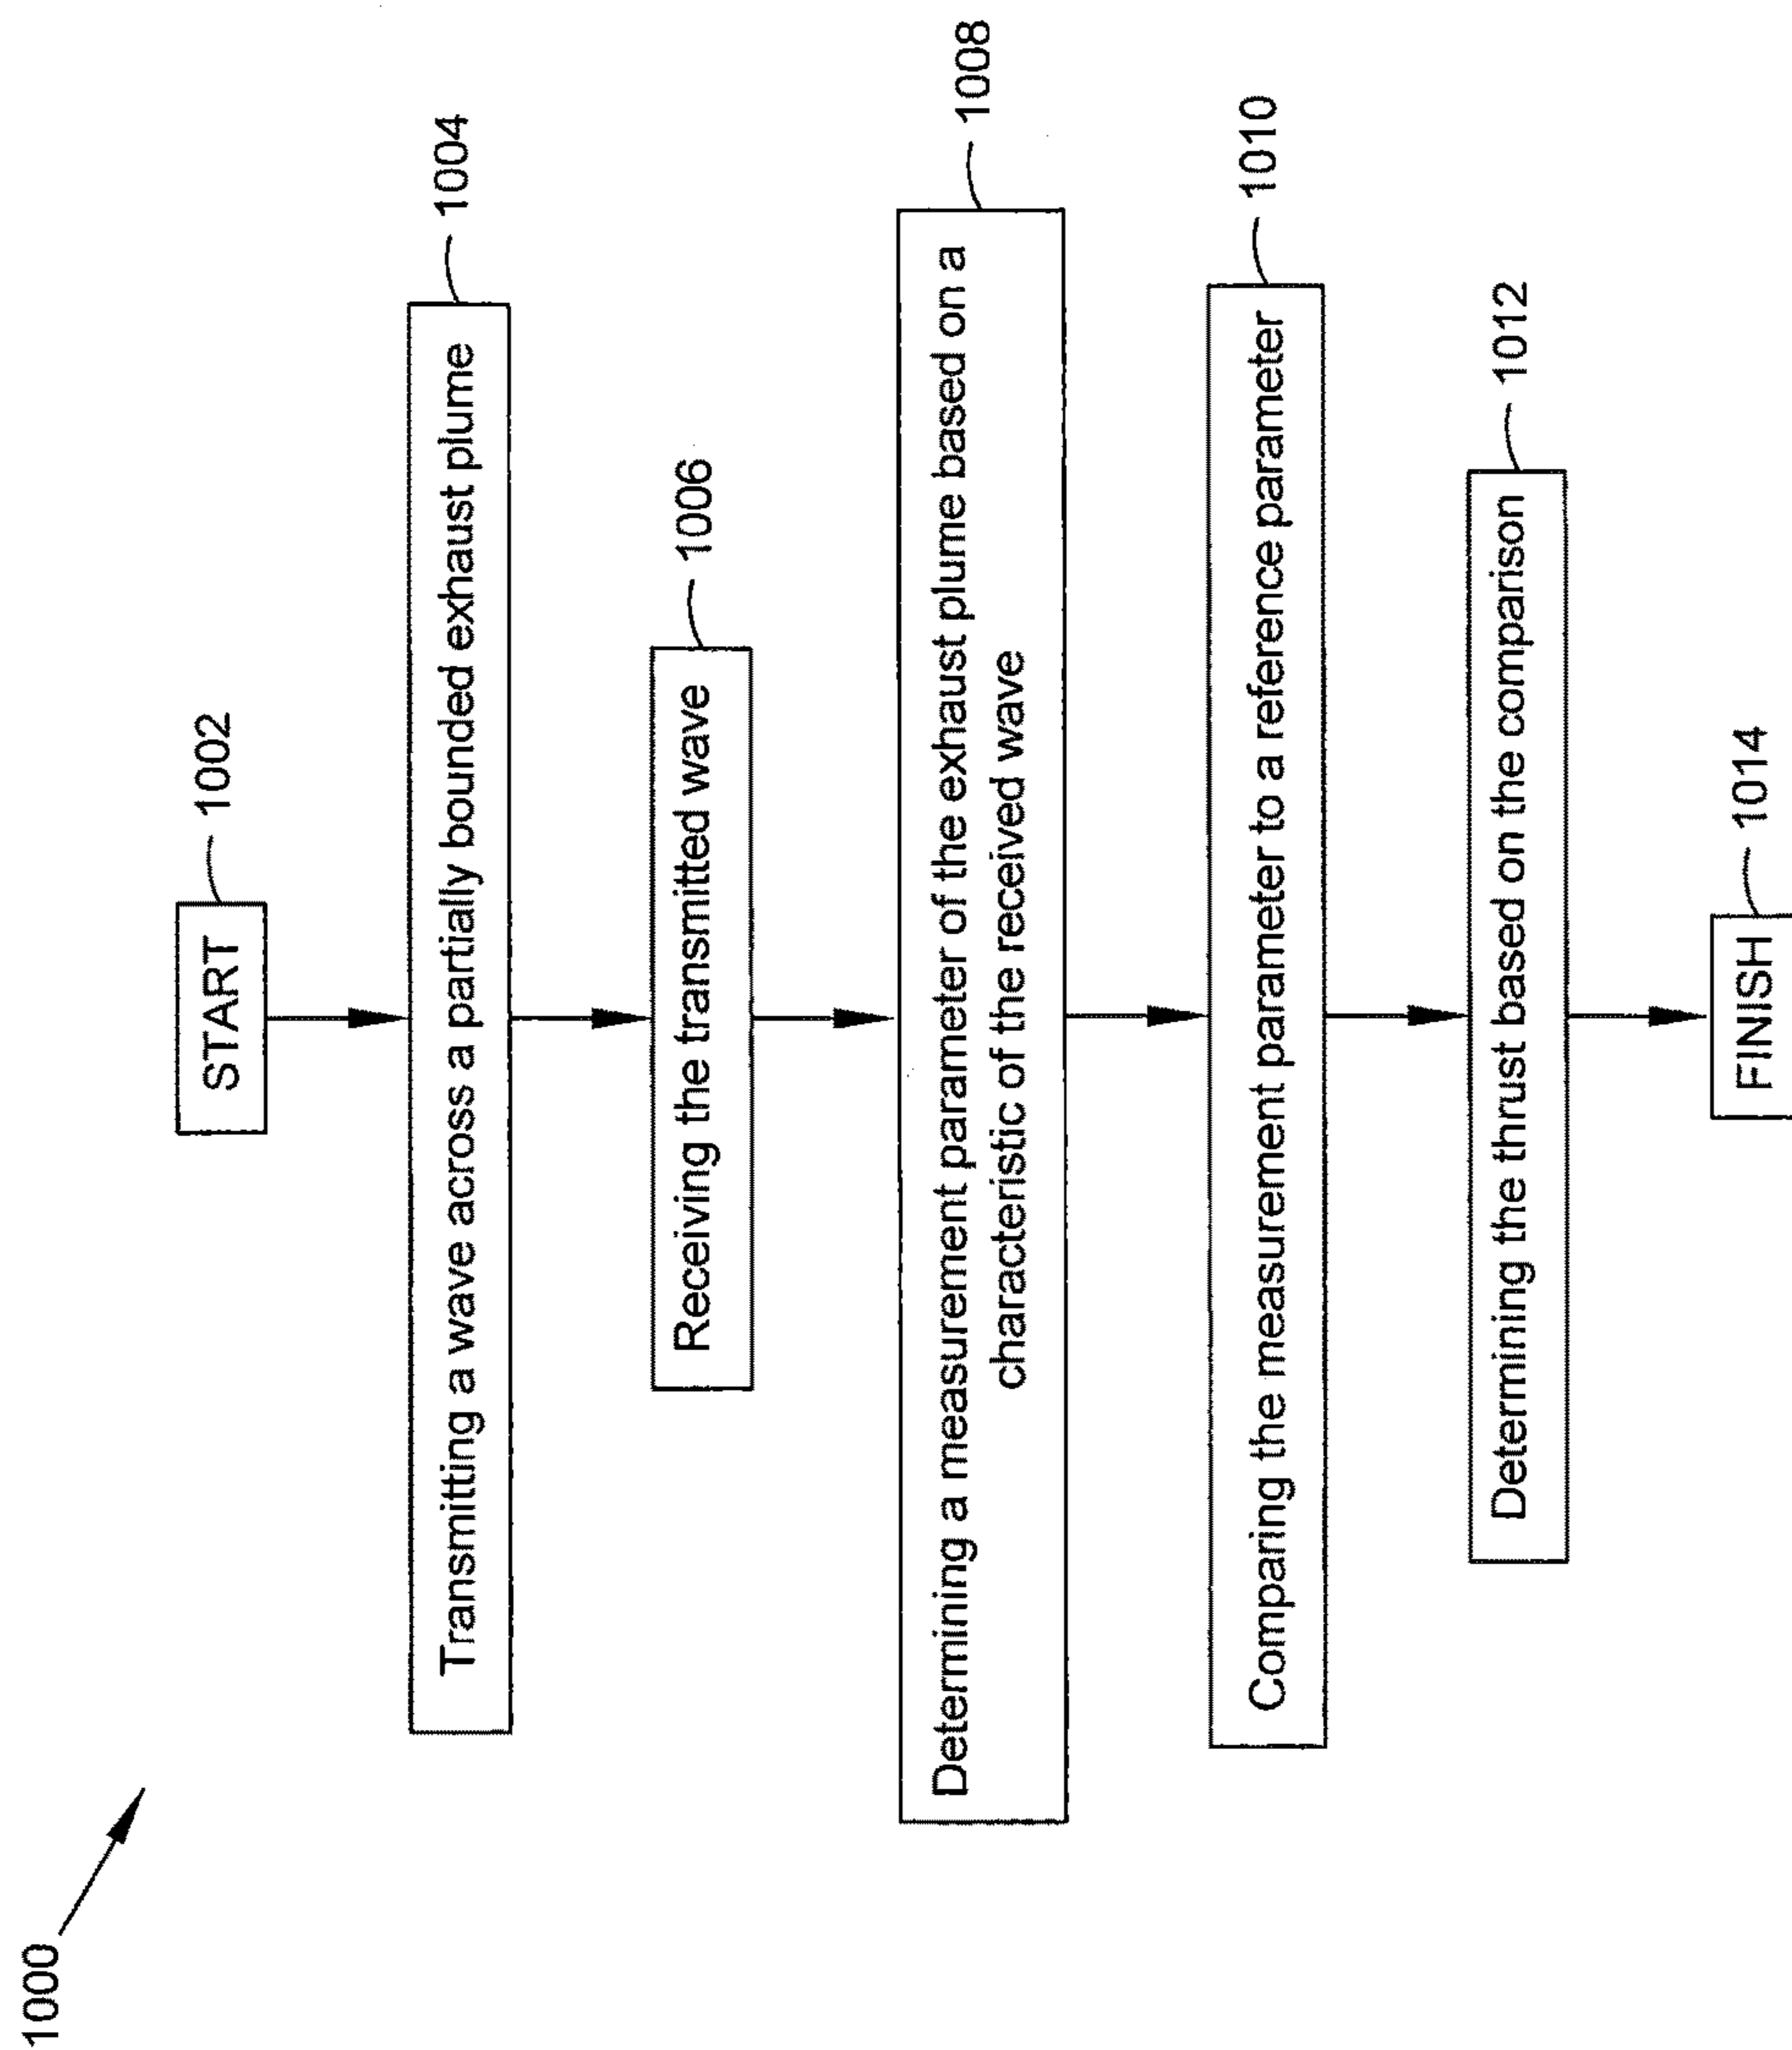 1000
START
1002
Transmitting a wave across a partially bounded exhaust plume
1004
Receiving the transmitted wave
1006
Determining a measurement parameter of the exhaust plume based on a
characteristic of the received wave
1008
Comparing the measurement parameter to a reference parameter
1010
Determining the thrust based on the comparison
1012
FINISH
1014